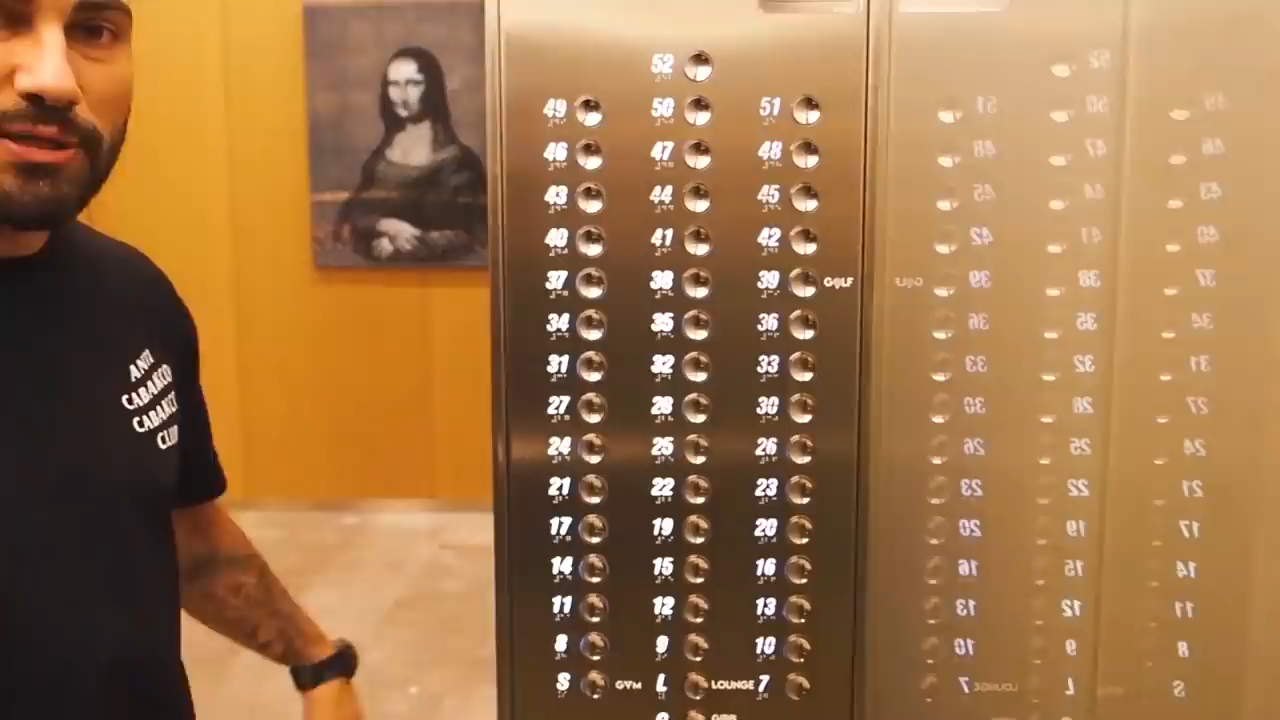 52
49 50 51
46 47 48
43 44 45
40 41 42
37 38 39 GOLF
34 35 36
31 32 33
27 28 30
24 25 26
21 22 23
17 19 20
14 15 16
11 12 13
8 9 10
S GYM L LOUNGE 7
ANTI
CABANCO
CLUB